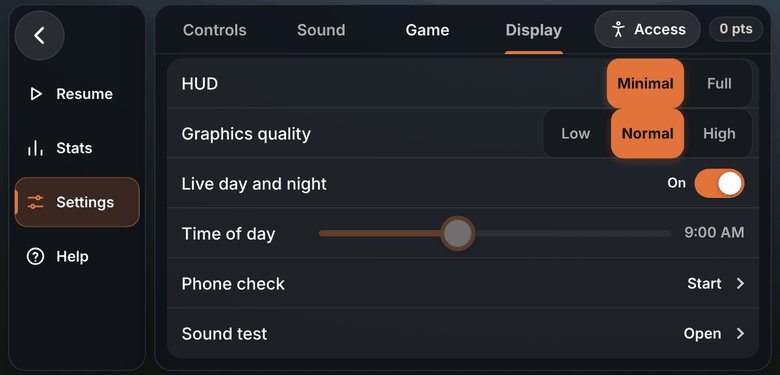 Controls Sound Game Display Access 0 pts
Resume
Stats
Settings
Help
HUD Minimal Full
Graphics quality Low Normal High
Live day and night On
Time of day 9:00 AM
Phone check Start
Sound test Open